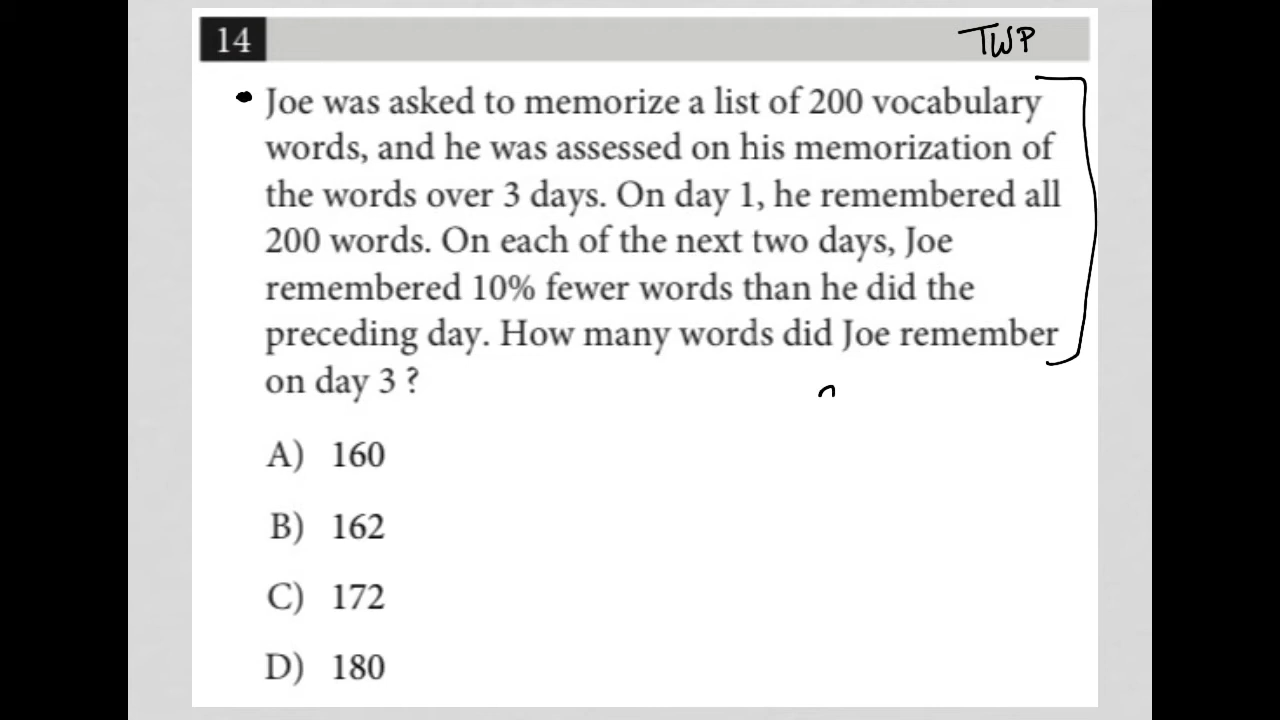 14
TWP
Joe was asked to memorize a list of 200 vocabulary
words, and he was assessed on his memorization of
the words over 3 days. On day 1, he remembered all
200 words. On each of the next two days, Joe
remembered 10% fewer words than he did the
preceding day. How many words did Joe remember
on day 3 ?
A) 160
B) 162
C) 172
D) 180